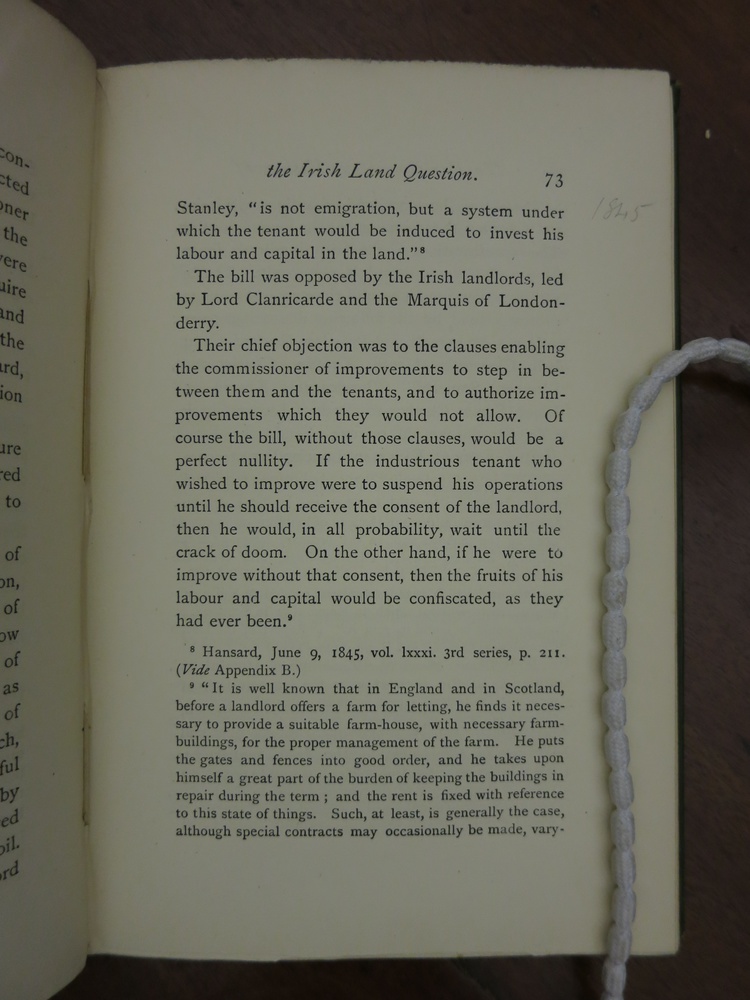 con-
cted
oner
the
vere
uire
and
the
ard,
ion
ure
red
to
of
on,
of
ow
of
as
of
ch,
ful
by
ed
oil.
ord
the Irish Land Question.
73
1845
Stanley, "is not emigration, but a system under
which the tenant would be induced to invest his
labour and capital in the land."⁸
The bill was opposed by the Irish landlords, led
by Lord Clanricarde and the Marquis of London-
derry.
Their chief objection was to the clauses enabling
the commissioner of improvements to step in be-
tween them and the tenants, and to authorize im-
provements which they would not allow. Of
course the bill, without those clauses, would be a
perfect nullity. If the industrious tenant who
wished to improve were to suspend his operations
until he should receive the consent of the landlord,
then he would, in all probability, wait until the
crack of doom. On the other hand, if he were to
improve without that consent, then the fruits of his
labour and capital would be confiscated, as they
had ever been.⁹
⁸ Hansard, June 9, 1845, vol. lxxxi. 3rd series, p. 211.
(Vide Appendix B.)
⁹ "It is well known that in England and in Scotland,
before a landlord offers a farm for letting, he finds it neces-
sary to provide a suitable farm-house, with necessary farm-
buildings, for the proper management of the farm. He puts
the gates and fences into good order, and he takes upon
himself a great part of the burden of keeping the buildings in
repair during the term ; and the rent is fixed with reference
to this state of things. Such, at least, is generally the case,
although special contracts may occasionally be made, vary-